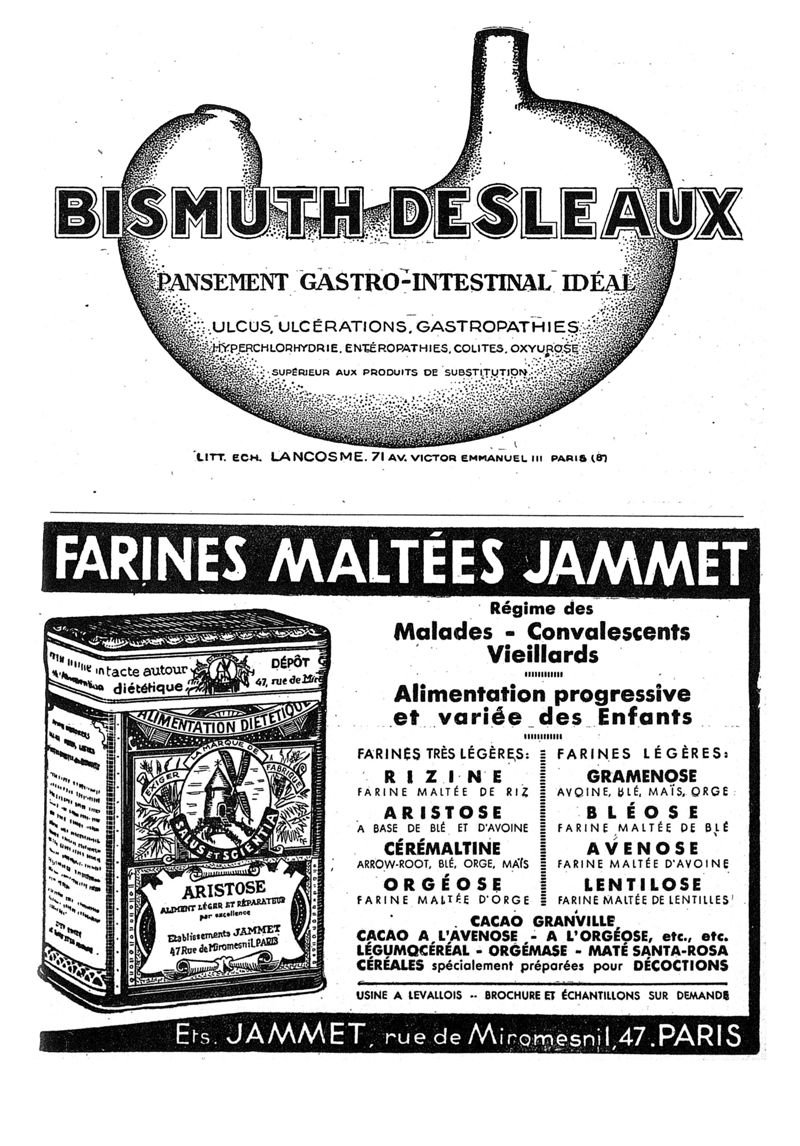 BISMUTH DESLEAUX
PANSEMENT GASTRO-INTESTINAL IDÉAL
ULCUS, ULCÉRATIONS, GASTROPATHIES
HYPERCHLORHYDRIE, ENTÉROPATHIES, COLITES, OXYUROSE
SUPÉRIEUR AUX PRODUITS DE SUBSTITUTION
LITT. ECH. LANCOSME. 71 AV. VICTOR EMMANUEL III PARIS (8)
FARINES MALTÉES JAMMET
Régime des
Malades - Convalescents
Vieillards
Alimentation progressive
et variée des Enfants
FARINES TRÈS LÉGÈRES:
RIZINE
FARINE MALTÉE DE RIZ
ARISTOSE
A BASE DE BLÉ ET D'AVOINE
CÉRÉMALTINE
ARROW-ROOT, BLÉ, ORGE, MAÏS
ORGÉOSE
FARINE MALTÉE D'ORGE
FARINES LÉGÈRES:
GRAMENOSE
AVOINE, BLÉ, MAÏS, ORGE
BLÉOSE
FARINE MALTÉE DE BLÉ
AVENOSE
FARINE MALTÉE D'AVOINE
LENTILOSE
FARINE MALTÉE DE LENTILLES
CACAO GRANVILLE
CACAO A L'AVENOSE - A L'ORGÉOSE, etc., etc.
LÉGUMOCÉRÉAL - ORGÉMASE - MATÉ SANTA-ROSA
CÉRÉALES spécialement préparées pour DÉCOCTIONS
USINE A LEVALLOIS -- BROCHURE ET ÉCHANTILLONS SUR DEMANDE
intacte autour
diététique
DÉPÔT
47, rue de Miro
ALIMENTATION DIÉTÉTIQUE
EXIGER LA MARQUE DE FABRIQUE
SALUS ET SCIENTIA
ARISTOSE
ALIMENT LÉGER ET RÉPARATEUR
par excellence
Etablissements JAMMET
47 Rue de Miromesnil. PARIS
Ets. JAMMET, rue de Miromesnil, 47. PARIS